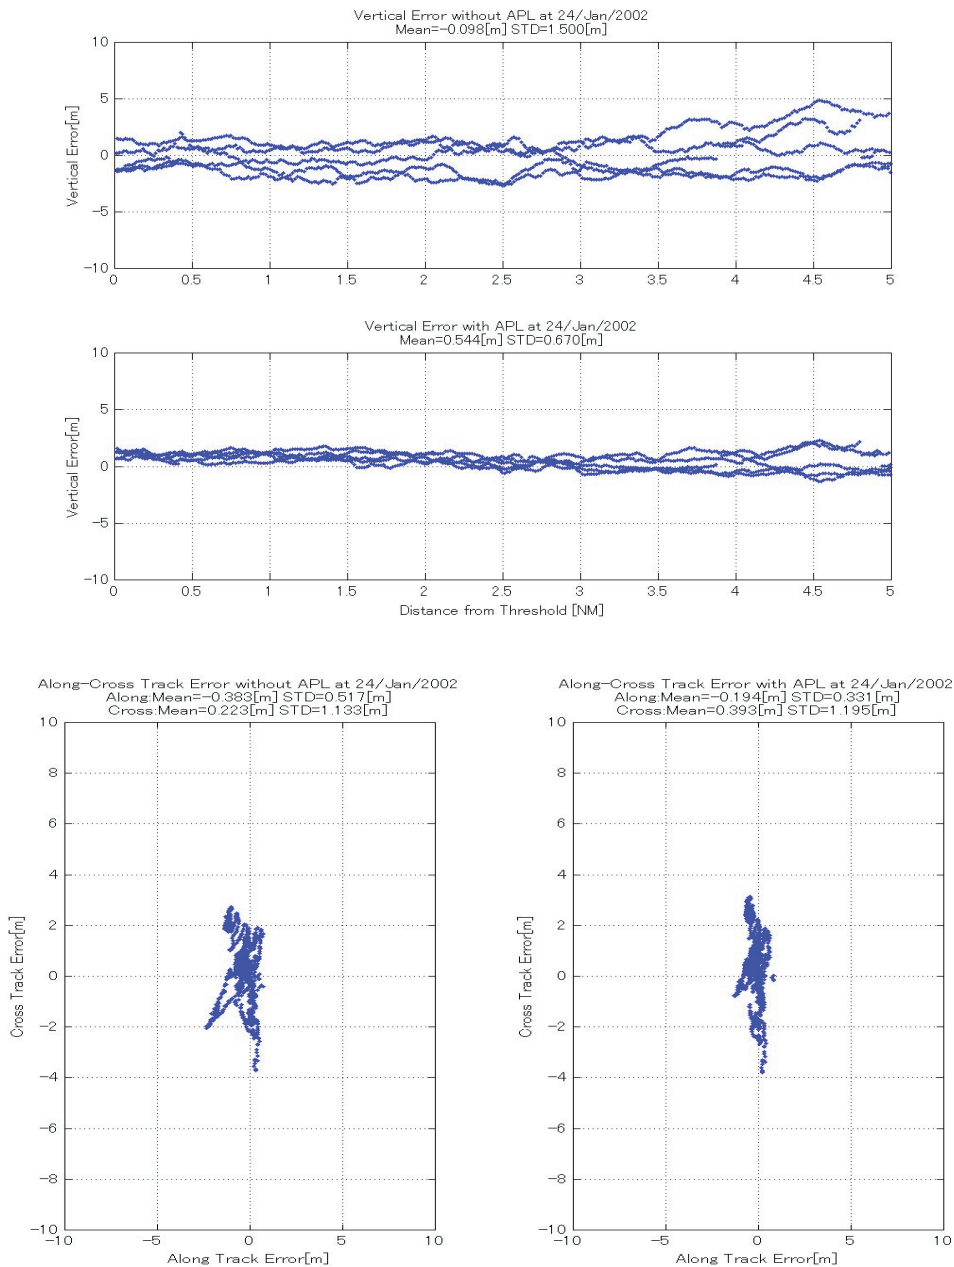 Vertical Error without APL at 24/Jan/2002
Mean=-0.098[m] STD=1.500[m]
10
5
0
-5
-10
Vertical Error[m]
0 0.5 1 1.5 2 2.5 3 3.5 4 4.5 5
Vertical Error with APL at 24/Jan/2002
Mean=0.544[m] STD=0.670[m]
10
5
0
-5
-10
Vertical Error[m]
0 0.5 1 1.5 2 2.5 3 3.5 4 4.5 5
Distance from Threshold [NM]
Along-Cross Track Error without APL at 24/Jan/2002
Along:Mean=-0.383[m] STD=0.517[m]
Cross:Mean=0.223[m] STD=1.133[m]
10
8
6
4
2
0
-2
-4
-6
-8
-10
Cross Track Error[m]
-10 -5 0 5 10
Along Track Error[m]
Along-Cross Track Error with APL at 24/Jan/2002
Along:Mean=-0.194[m] STD=0.331[m]
Cross:Mean=0.393[m] STD=1.195[m]
10
8
6
4
2
0
-2
-4
-6
-8
-10
Cross Track Error[m]
-10 -5 0 5 10
Along Track Error[m]